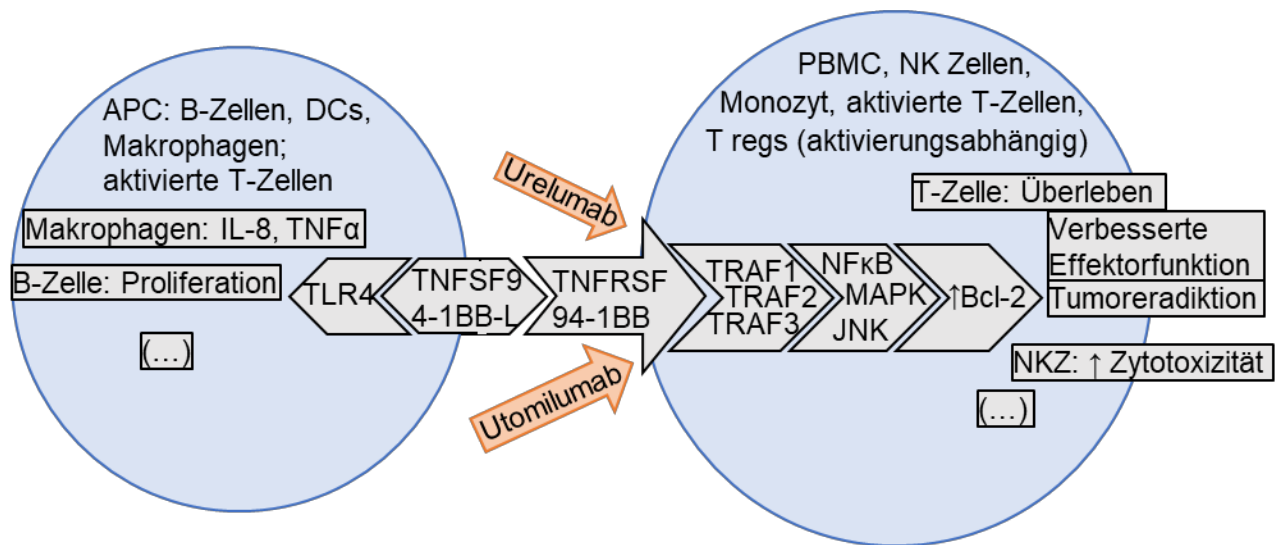 APC: B-Zellen, DCs,
Makrophagen;
aktivierte T-Zellen
Makrophagen: IL-8, TNFα
B-Zelle: Proliferation
(...)
TLR4
TNFSF9
4-1BB-L
Urelumab
TNFRSF
94-1BB
Utomilumab
PBMC, NK Zellen,
Monozyt, aktivierte T-Zellen,
T regs (aktivierungsabhängig)
TRAF1
TRAF2
TRAF3
NFκB
MAPK
JNK
↑Bcl-2
T-Zelle: Überleben
Verbesserte
Effektorfunktion
Tumoreradiktion
NKZ: ↑ Zytotoxizität
(...)